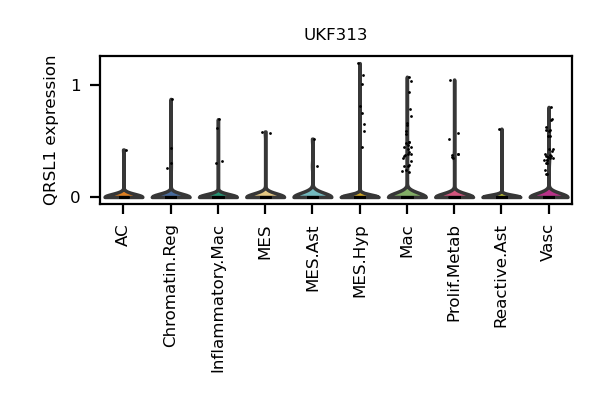 UKF313
QRSL1 expression
1
0
AC
Chromatin.Reg
Inflammatory.Mac
MES
MES.Ast
MES.Hyp
Mac
Prolif.Metab
Reactive.Ast
Vasc